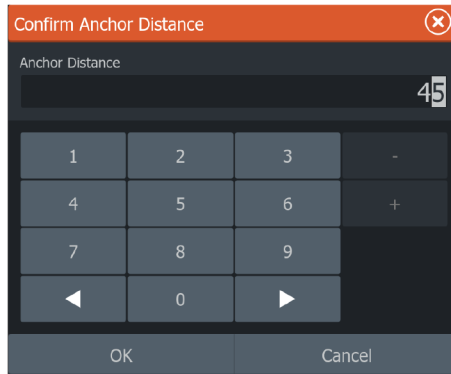 Confirm Anchor Distance
Anchor Distance
45
1 2 3 -
4 5 6 +
7 8 9
0
OK Cancel